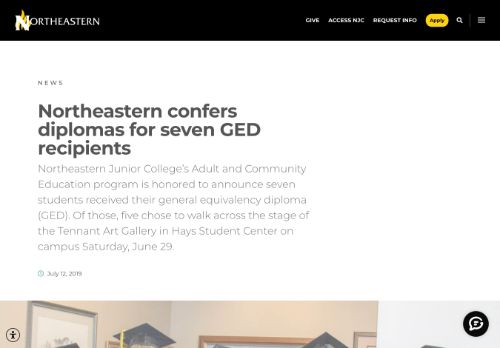 NORTHEASTERN
GIVE
ACCESS NJC
REQUEST INFO
Apply
NEWS
Northeastern confers
diplomas for seven GED
recipients
Northeastern Junior College's Adult and Community
Education program is honored to announce seven
students received their general equivalency diploma
(GED). Of those, five chose to walk across the stage of
the Tennant Art Gallery in Hays Student Center on
campus Saturday, June 29.
July 12, 2019